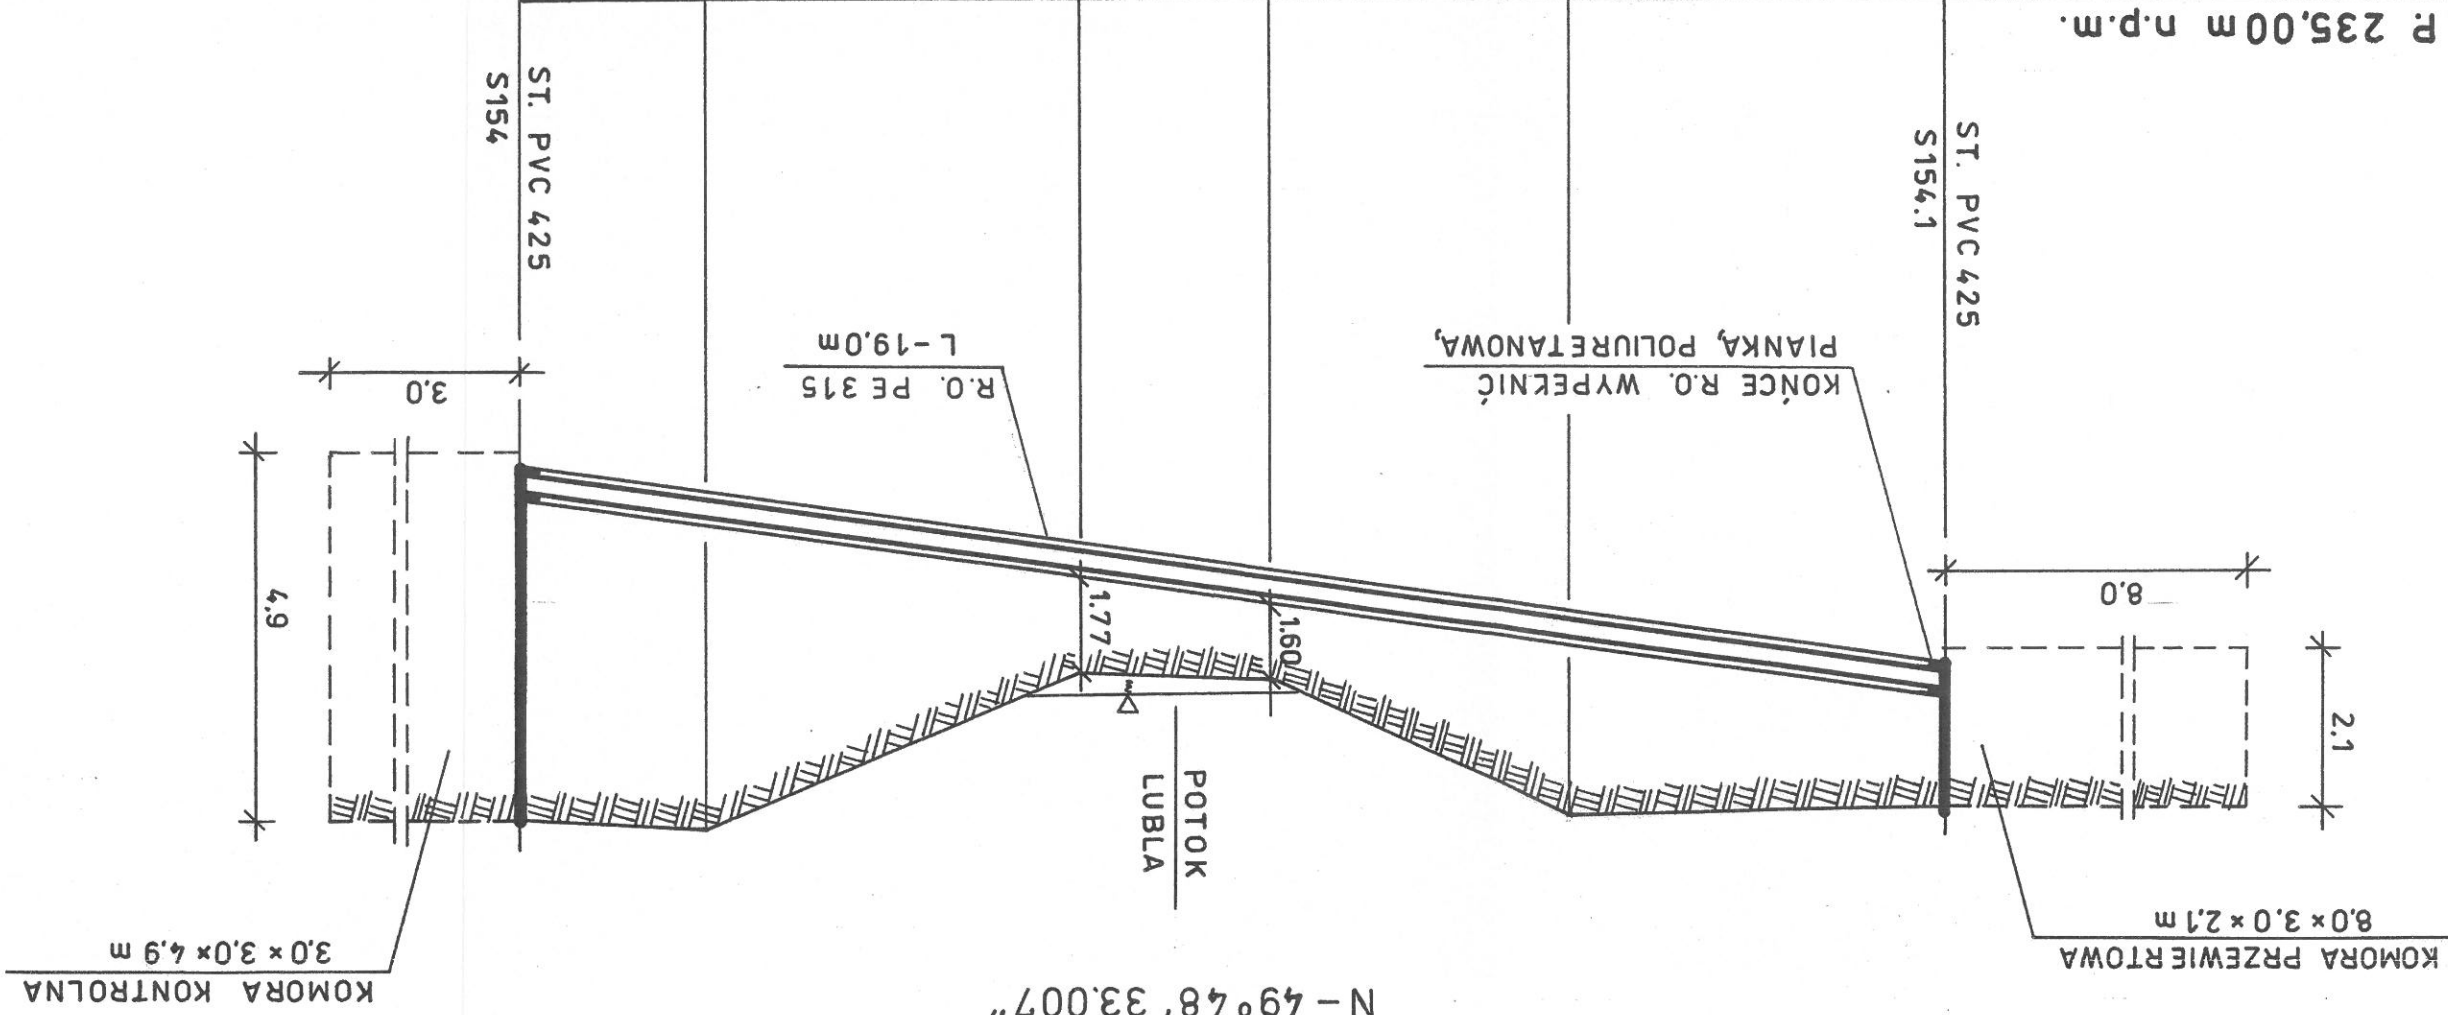 N-49°48'33.007"
KOMORA PRZEWIERTOWA
8,0×3,0×2,1m
KOMORA KONTROLNA
3,0×3,0×4,9m
POTOK
LUBLA
2,1
8,0
1.60
1.77
4,9
3,0
KOŃCE R.O. WYPEŁNIĆ
PIANKĄ POLIURETANOWĄ
R.O. PE 315
L-19,0m
ST. PVC 425
S154.1
ST. PVC 425
S154
P. 235,00m n.p.m.